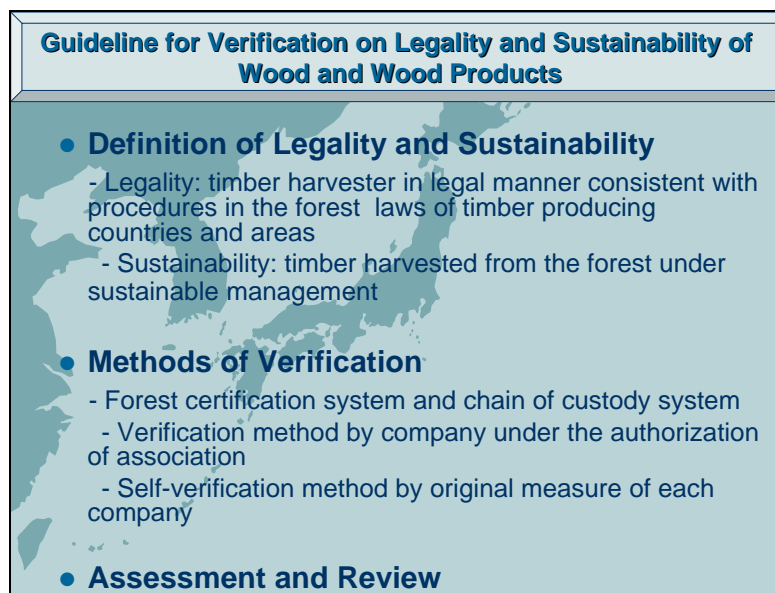 Guideline for Verification on Legality and Sustainability of
Wood and Wood Products
● Definition of Legality and Sustainability
- Legality: timber harvester in legal manner consistent with
procedures in the forest laws of timber producing
countries and areas
- Sustainability: timber harvested from the forest under
sustainable management
● Methods of Verification
- Forest certification system and chain of custody system
- Verification method by company under the authorization
of association
- Self-verification method by original measure of each
company
● Assessment and Review